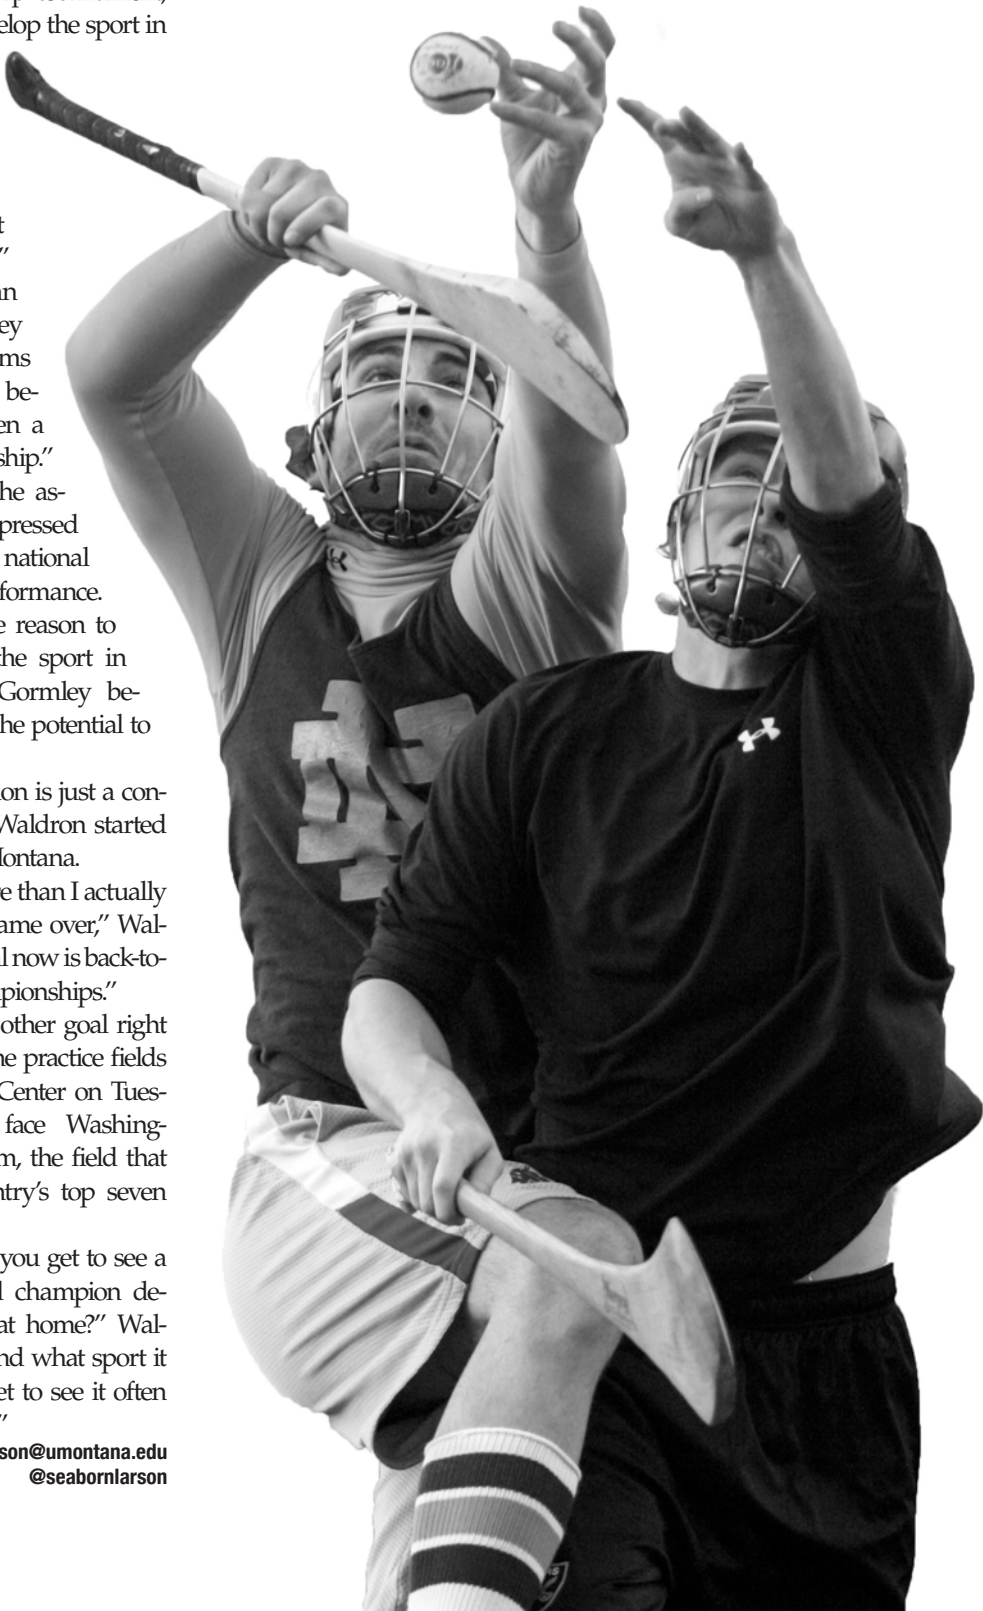 elop the sport in
t
”
an
ey
ms
be-
en a
ship.”
he as-
pressed
national
formance.
e reason to
the sport in
Gormley be-
he potential to
ion is just a con-
Waldron started
Montana.
e than I actually
ame over,” Wal-
l now is back-to-
pionships.”
other goal right
he practice fields
Center on Tues-
face Washing-
m, the field that
ntry’s top seven
you get to see a
l champion de-
at home?” Wal-
nd what sport it
et to see it often
”
son@umontana.edu
@seabornlarson